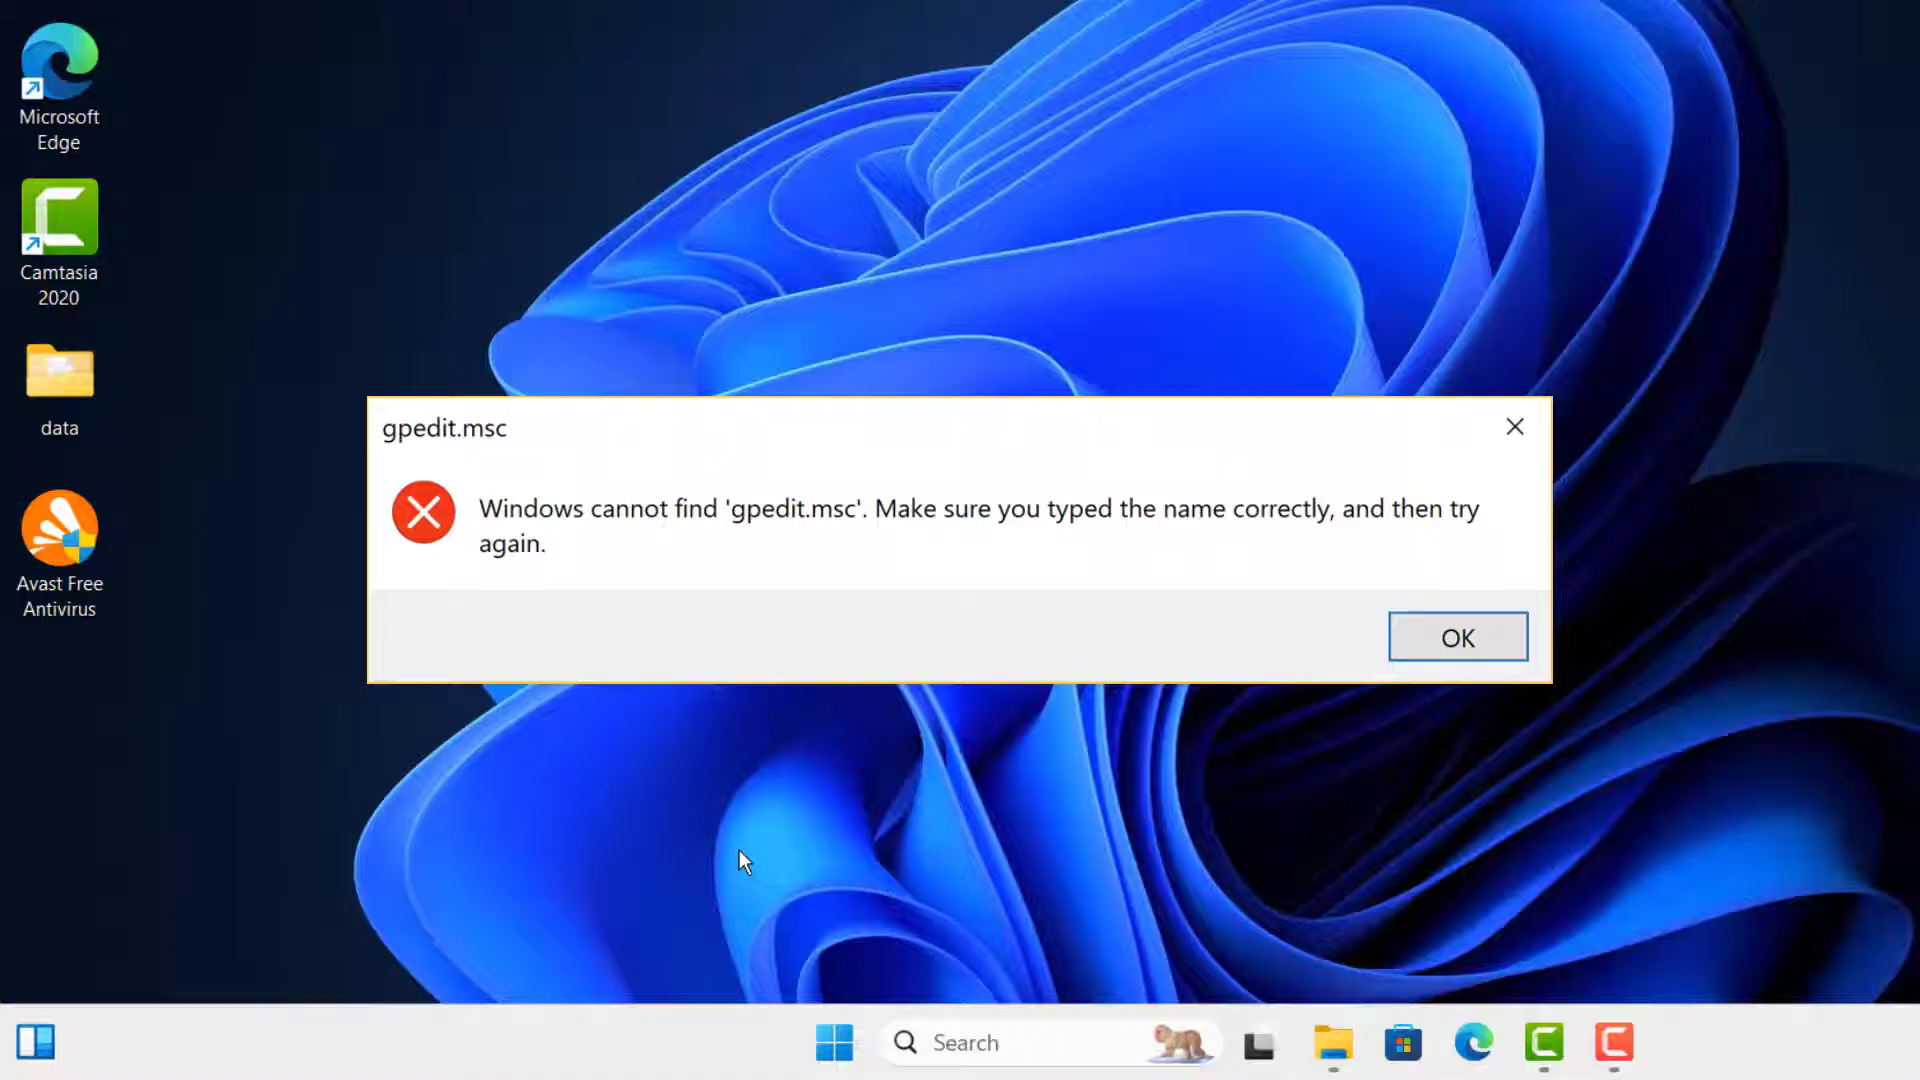 Microsoft
Edge
Camtasia
2020
data
Avast Free
Antivirus
gpedit.msc
Windows cannot find 'gpedit.msc'. Make sure you typed the name correctly, and then try
again.
OK
Search